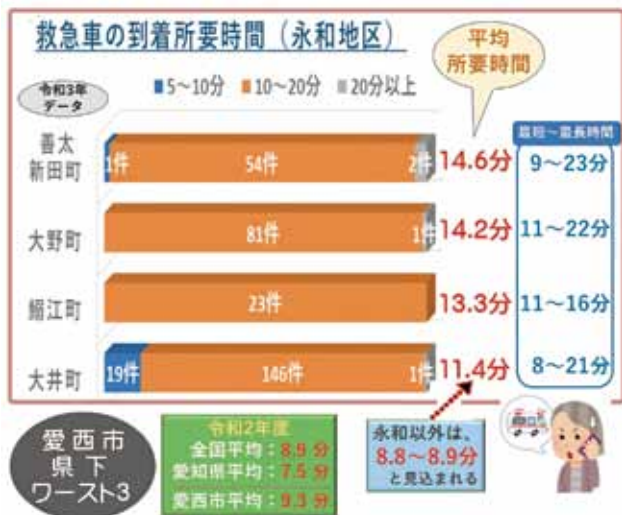 救急車の到着所要時間（永和地区）
平均
所要時間
■5～10分 ■10～20分 ■20分以上
令和3年
データ
最短～最長時間
善太
新田町
1件 54件 2件 14.6分 9～23分
大野町 81件 1件 14.2分 11～22分
鰯江町 23件 13.3分 11～16分
大井町 19件 146件 1件 11.4分 8～21分
愛西市
県下
ワースト3
令和2年度
全国平均：8.9 分
愛知県平均：7.5 分
愛西市平均：9.3 分
永和以外は、
8.8～8.9分
と見込まれる